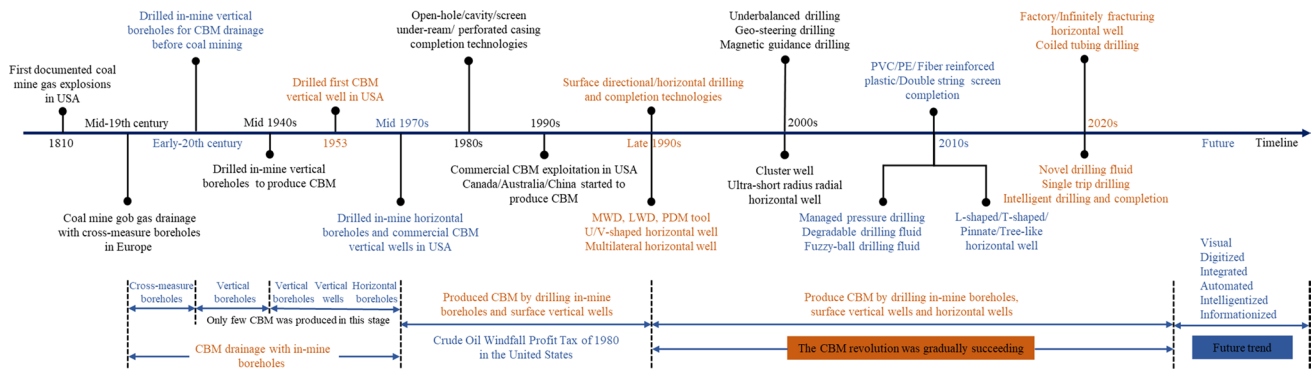 First documented coal
mine gas explosions
in USA
1810
Mid-19th century
Coal mine gob gas drainage
with cross-measure boreholes
in Europe
Drilled in-mine vertical
boreholes for CBM drainage
before coal mining
Early-20th century
Mid 1940s
Drilled in-mine vertical
boreholes to produce CBM
Drilled first CBM
vertical well in USA
1953
Mid 1970s
Drilled in-mine horizontal
boreholes and commercial CBM
vertical wells in USA
Open-hole/cavity/screen
under-ream/ perforated casing
completion technologies
1980s
1990s
Commercial CBM exploitation in USA
Canada/Australia/China started to
produce CBM
Surface directional/horizontal drilling
and completion technologies
Late 1990s
MWD, LWD, PDM tool
U/V-shaped horizontal well
Multilateral horizontal well
Underbalanced drilling
Geo-steering drilling
Magnetic guidance drilling
2000s
Cluster well
Ultra-short radius radial
horizontal well
PVC/PE/ Fiber reinforced
plastic/Double string screen
completion
2010s
Managed pressure drilling
Degradable drilling fluid
Fuzzy-ball drilling fluid
L-shaped/T-shaped/
Pinnate/Tree-like
horizontal well
Factory/Infinitely fracturing
horizontal well
Coiled tubing drilling
2020s
Novel drilling fluid
Single trip drilling
Intelligent drilling and completion
Future
Timeline
Cross-measure
boreholes
Vertical
boreholes
Vertical
boreholes
Vertical
wells
Horizontal
boreholes
Only few CBM was produced in this stage
CBM drainage with in-mine
boreholes
Produced CBM by drilling in-mine
boreholes and surface vertical wells
Crude Oil Windfall Profit Tax of 1980
in the United States
Produce CBM by drilling in-mine boreholes,
surface vertical wells and horizontal wells
The CBM revolution was gradually succeeding
Visual
Digitized
Integrated
Automated
Intelligentized
Informationized
Future trend